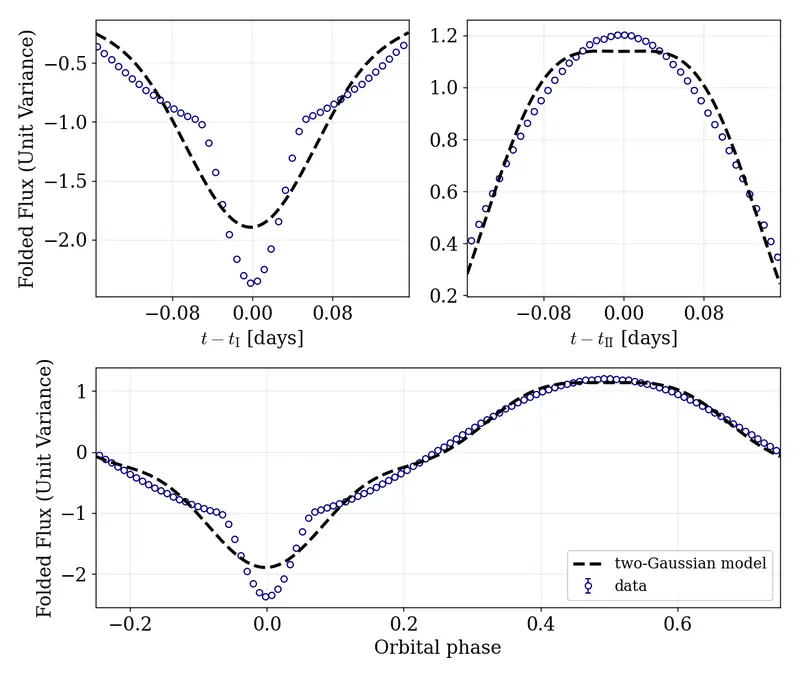 Folded Flux (Unit Variance)
−0.5
−1.0
−1.5
−2.0
−0.08 0.00 0.08
t − tI [days]
1.2
1.0
0.8
0.6
0.4
0.2
−0.08 0.00 0.08
t − tII [days]
Folded Flux (Unit Variance)
1
0
−1
−2
two-Gaussian model
data
−0.2 0.0 0.2 0.4 0.6
Orbital phase